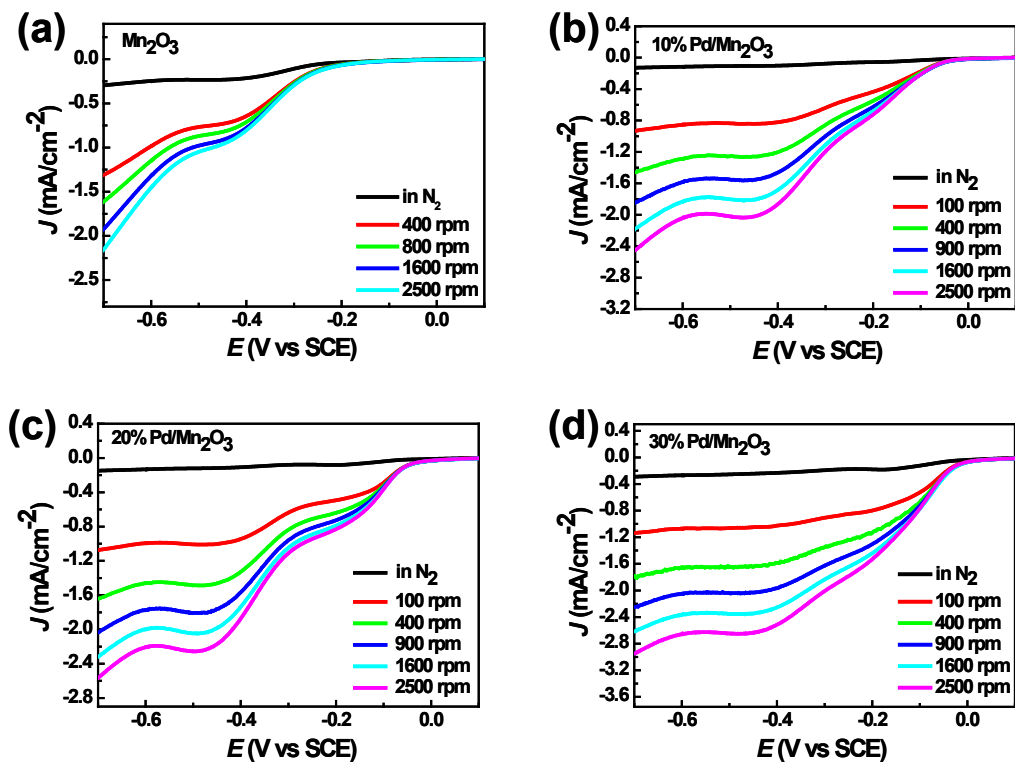 (a)
Mn2O3
0.0
-0.5
-1.0
-1.5
-2.0
-2.5
J (mA/cm-2)
in N2
400 rpm
800 rpm
1600 rpm
2500 rpm
-0.6 -0.4 -0.2 0.0
E (V vs SCE)
(b)
10% Pd/Mn2O3
0.4
0.0
-0.4
-0.8
-1.2
-1.6
-2.0
-2.4
-2.8
-3.2
J (mA/cm-2)
in N2
100 rpm
400 rpm
900 rpm
1600 rpm
2500 rpm
-0.6 -0.4 -0.2 0.0
E (V vs SCE)
(c)
20% Pd/Mn2O3
0.4
0.0
-0.4
-0.8
-1.2
-1.6
-2.0
-2.4
-2.8
J (mA/cm-2)
in N2
100 rpm
400 rpm
900 rpm
1600 rpm
2500 rpm
-0.6 -0.4 -0.2 0.0
E (V vs SCE)
(d)
30% Pd/Mn2O3
0.4
0.0
-0.4
-0.8
-1.2
-1.6
-2.0
-2.4
-2.8
-3.2
-3.6
J (mA/cm-2)
in N2
100 rpm
400 rpm
900 rpm
1600 rpm
2500 rpm
-0.6 -0.4 -0.2 0.0
E (V vs SCE)